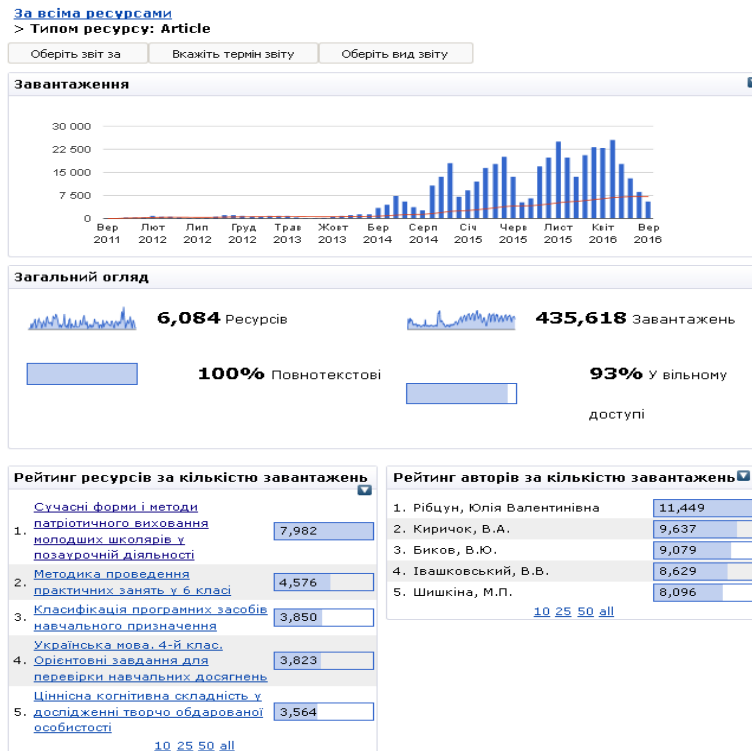 За всіма ресурсами
> Типом ресурсу: Article
Оберіть звіт за
Вкажіть термін звіту
Оберіть вид звіту
Завантаження
30 000
22 500
15 000
7 500
0
Вер Лют Лип Груд Трав Жовт Бер Серп Січ Черв Лист Квіт Вер
2011 2012 2012 2012 2013 2013 2014 2014 2015 2015 2015 2016 2016
Загальний огляд
6,084 Ресурсів
435,618 Завантажень
100% Повнотекстові
93% У вільному
доступі
Рейтинг ресурсів за кількістю завантажень
1. Сучасні форми і методи
патріотичного виховання
молодших школярів у
позаурочній діяльності
7,982
2. Методика проведення
практичних занять у 6 класі
4,576
3. Класифікація програмних засобів
навчального призначення
3,850
4. Українська мова. 4-й клас.
Орієнтовні завдання для
перевірки навчальних досягнень
3,823
5. Ціннісна когнітивна складність у
дослідженні творчо обдарованої
особистості
3,564
10 25 50 all
Рейтинг авторів за кількістю завантажень
1. Рібцун, Юлія Валентинівна 11,449
2. Киричок, В.А. 9,637
3. Биков, В.Ю. 9,079
4. Івашковський, В.В. 8,629
5. Шишкіна, М.П. 8,096
10 25 50 all